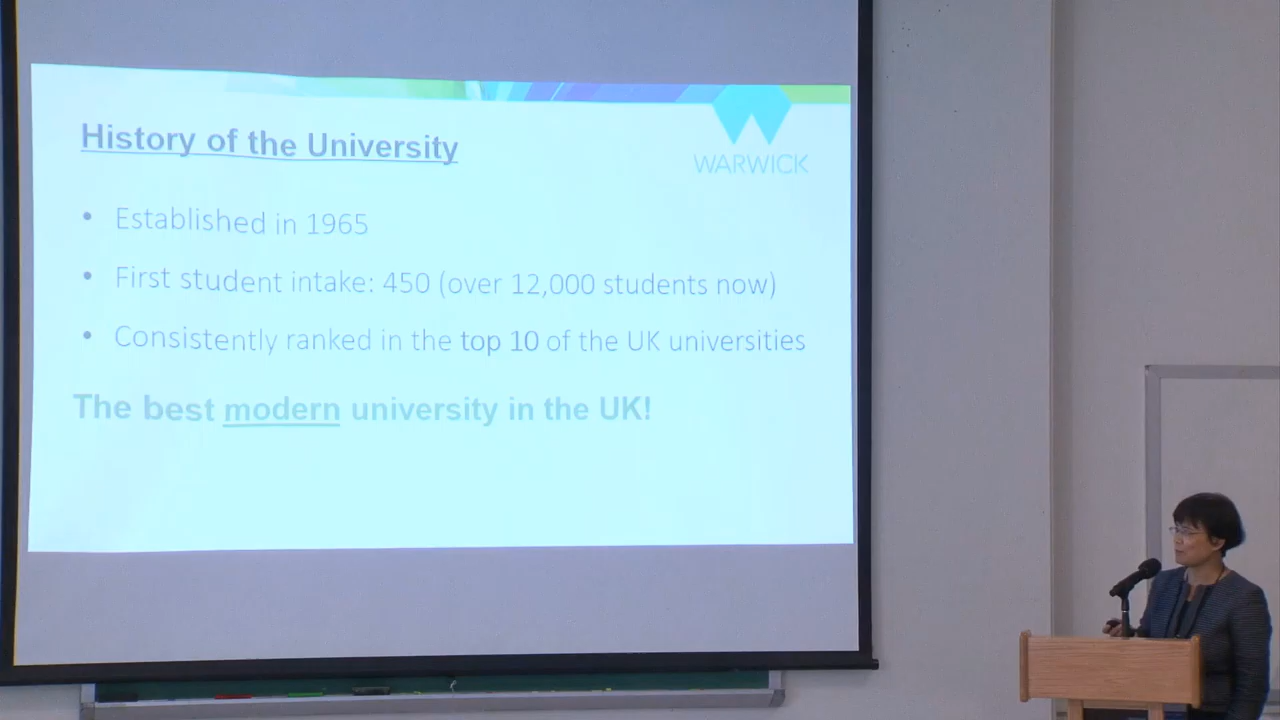 History of the University
WARWICK
• Established in 1965
• First student intake: 450 (over 12,000 students now)
• Consistently ranked in the top 10 of the UK universities
The best modern university in the UK!